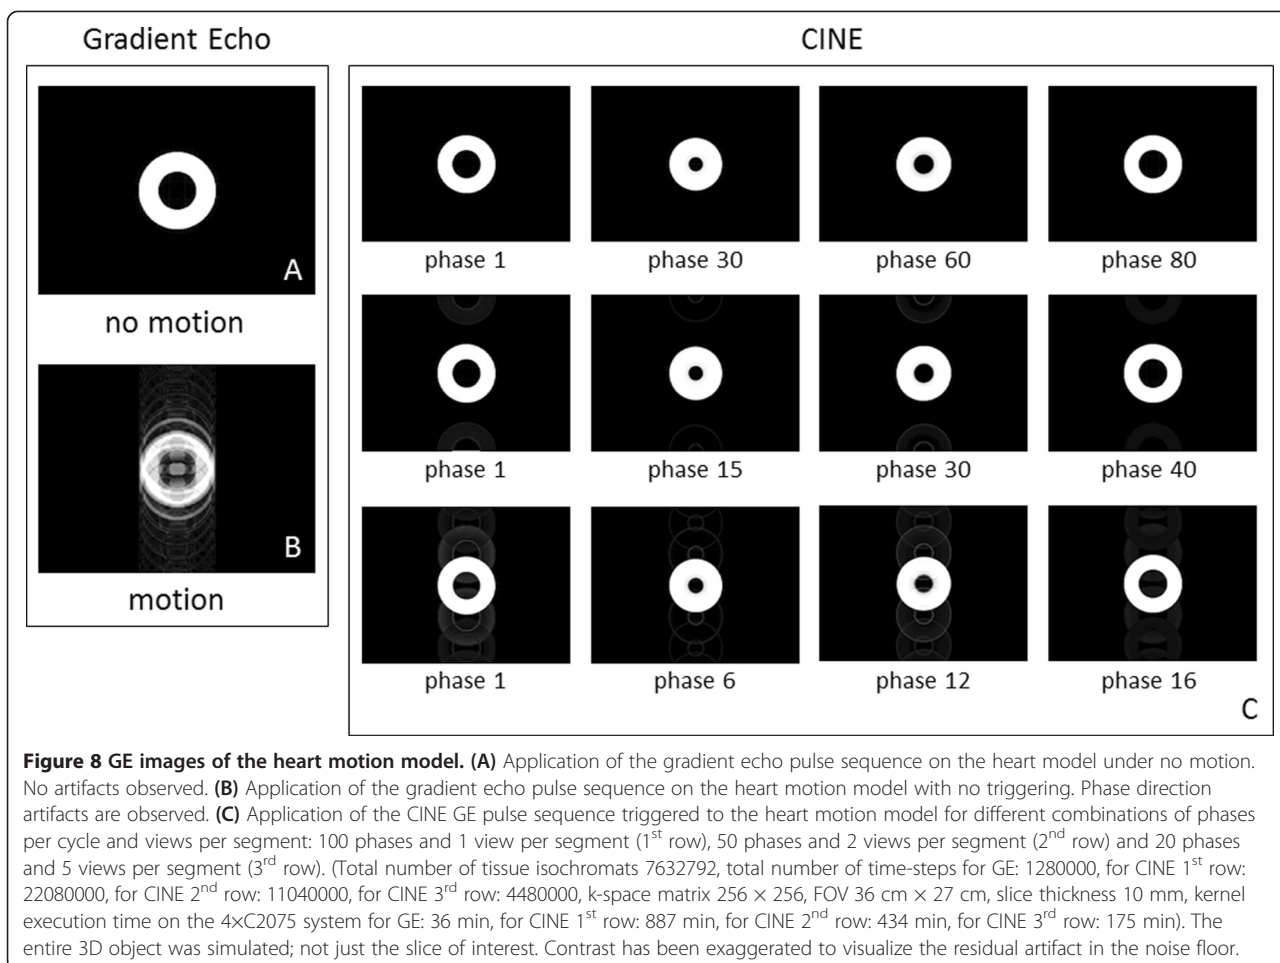 Gradient Echo
CINE
A
no motion
B
motion
phase 1
phase 30
phase 60
phase 80
phase 1
phase 15
phase 30
phase 40
phase 1
phase 6
phase 12
phase 16
C
Figure 8 GE images of the heart motion model. (A) Application of the gradient echo pulse sequence on the heart model under no motion.
No artifacts observed. (B) Application of the gradient echo pulse sequence on the heart motion model with no triggering. Phase direction
artifacts are observed. (C) Application of the CINE GE pulse sequence triggered to the heart motion model for different combinations of phases
per cycle and views per segment: 100 phases and 1 view per segment (1st row), 50 phases and 2 views per segment (2nd row) and 20 phases
and 5 views per segment (3rd row). (Total number of tissue isochromats 7632792, total number of time-steps for GE: 1280000, for CINE 1st row:
22080000, for CINE 2nd row: 11040000, for CINE 3rd row: 4480000, k-space matrix 256 × 256, FOV 36 cm × 27 cm, slice thickness 10 mm, kernel
execution time on the 4×C2075 system for GE: 36 min, for CINE 1st row: 887 min, for CINE 2nd row: 434 min, for CINE 3rd row: 175 min). The
entire 3D object was simulated; not just the slice of interest. Contrast has been exaggerated to visualize the residual artifact in the noise floor.